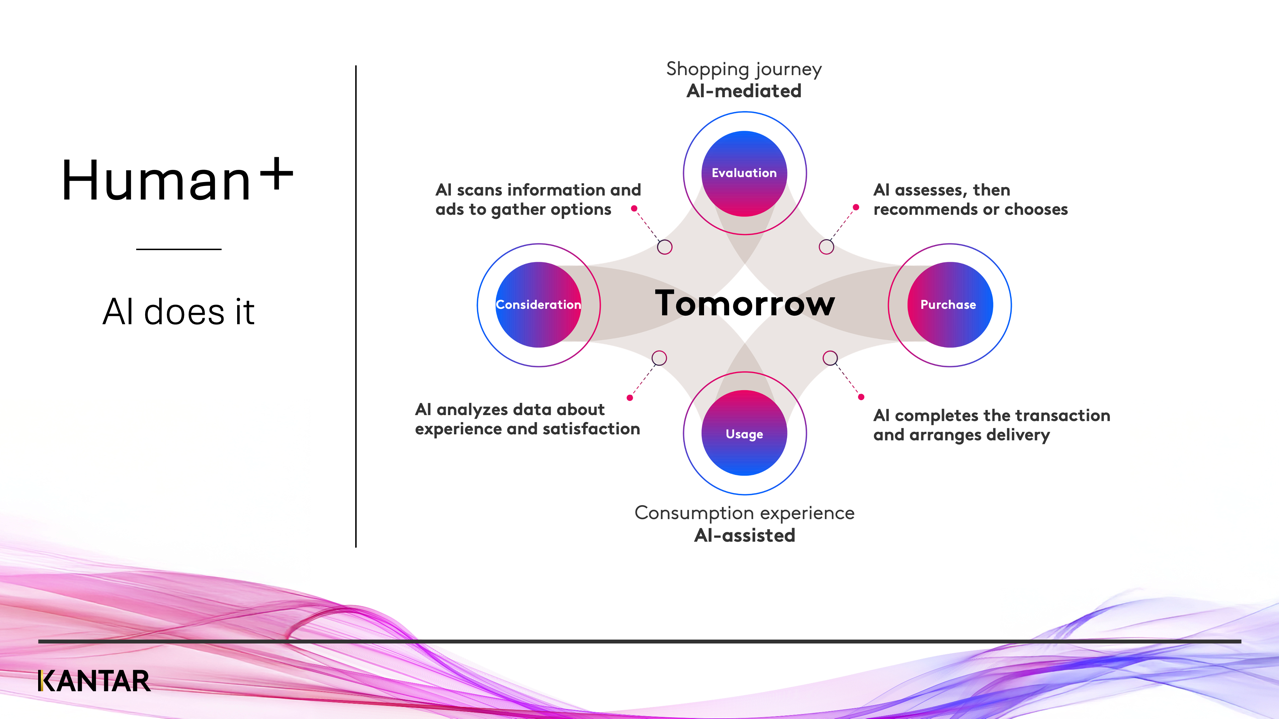 Human+
AI does it
Shopping journey
AI-mediated
Evaluation
AI scans information and
ads to gather options
AI assesses, then
recommends or chooses
Consideration
Tomorrow
Purchase
AI analyzes data about
experience and satisfaction
AI completes the transaction
and arranges delivery
Usage
Consumption experience
AI-assisted
KANTAR